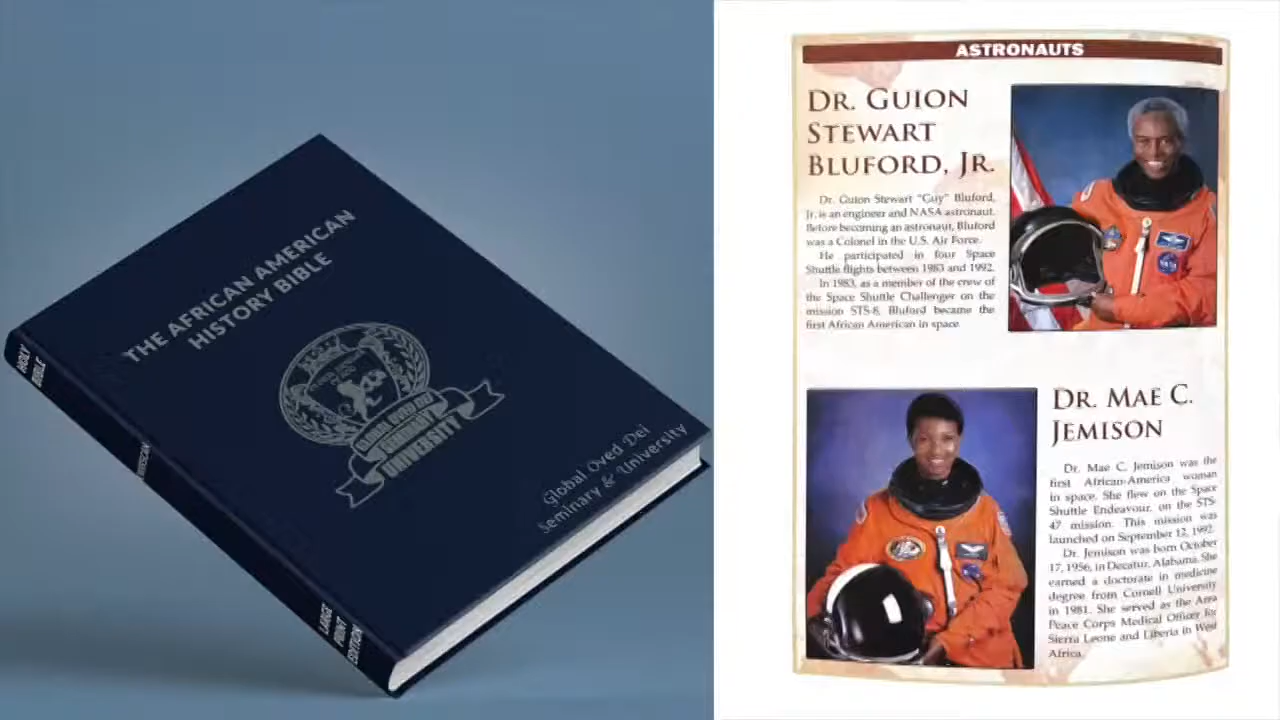 THE AFRICAN AMERICAN
HISTORY BIBLE
GLOBAL OVED DEI
SEMINARY
UNIVERSITY
Global Oved Dei
Seminary & University
HOLY
BIBLE
LARGE
PRINT
EDITION
ASTRONAUTS
DR. GUION
STEWART
BLUFORD, JR.
Dr. Guion Stewart “Guy” Bluford,
Jr. is an engineer and NASA astronaut.
Before becoming an astronaut, Bluford
was a Colonel in the U.S. Air Force.
He participated in four Space
Shuttle flights between 1983 and 1992.
In 1983, as a member of the crew of
the Space Shuttle Challenger on the
mission STS-8, Bluford became the
first African American in space.
NASA
DR. MAE C.
JEMISON
Dr. Mae C. Jemison was the
first African-America woman
in space. She flew on the Space
Shuttle Endeavour, on the STS-
47 mission. This mission was
launched on September 12, 1992.
Dr. Jemison was born October
17, 1956, in Decatur, Alabama. She
earned a doctorate in medicine
degree from Cornell University
in 1981. She served as the Area
Peace Corps Medical Officer for
Sierra Leone and Liberia in West
Africa.